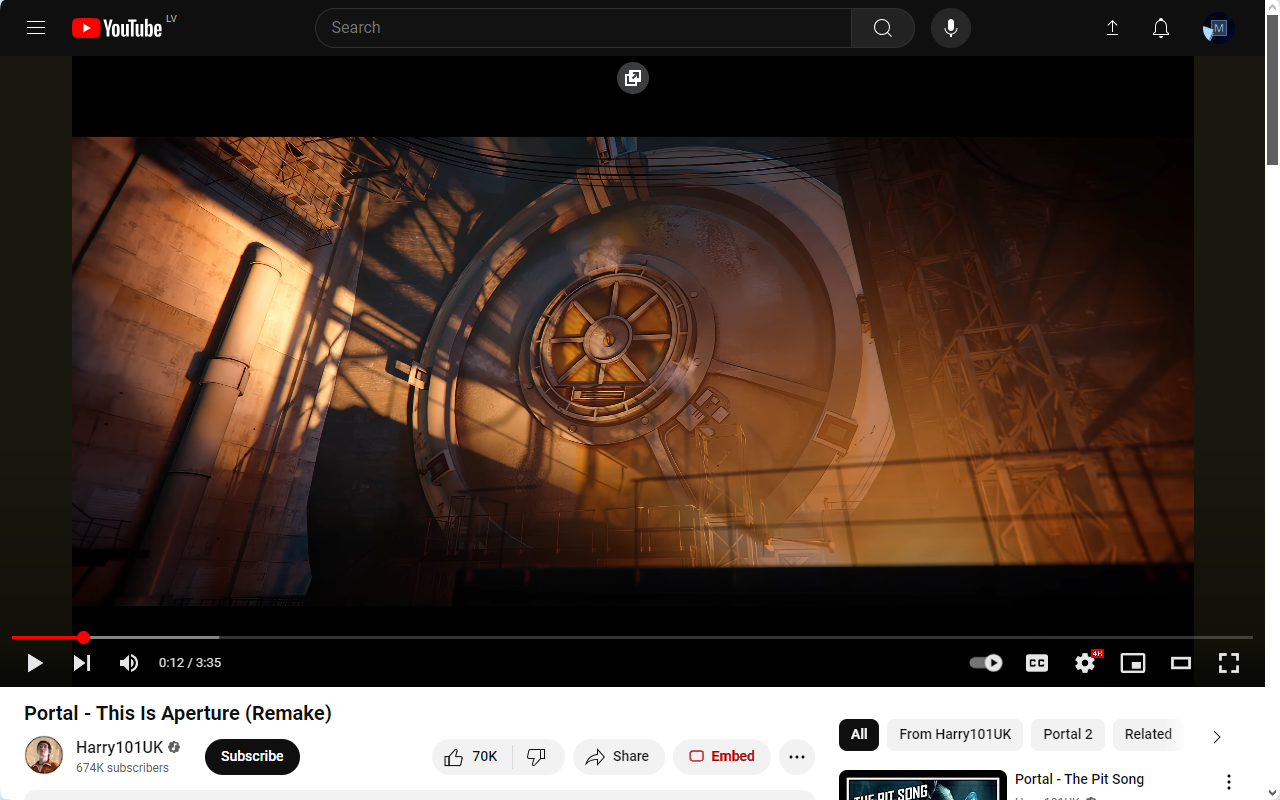 YouTube LV
Search
M
0:12 / 3:35
CC
4K
Portal - This Is Aperture (Remake)
Harry101UK
674K subscribers
Subscribe
70K
Share
Embed
All
From Harry101UK
Portal 2
Related
THE PIT SONG
Portal - The Pit Song
Harry101UK